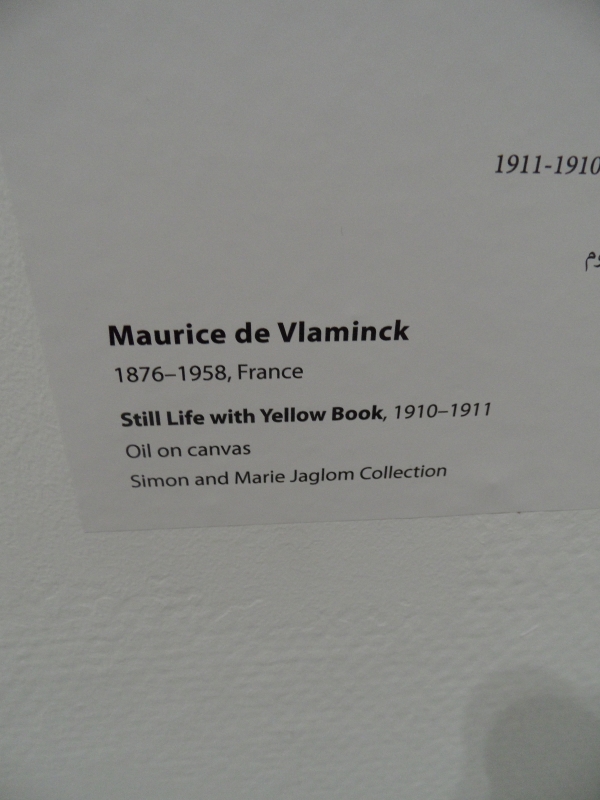 1911-1910
Maurice de Vlaminck
1876–1958, France
Still Life with Yellow Book, 1910–1911
Oil on canvas
Simon and Marie Jaglom Collection